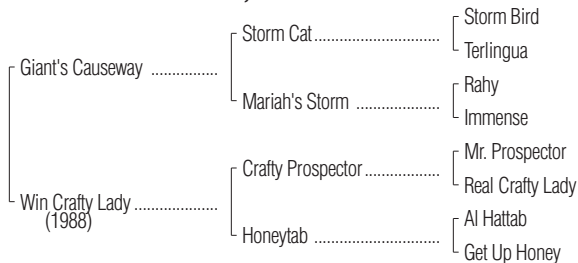 Storm Bird
Storm Cat
Terlingua
Giant's Causeway
Rahy
Mariah's Storm
Immense
Mr. Prospector
Crafty Prospector
Real Crafty Lady
Win Crafty Lady
(1988)
Al Hattab
Honeytab
Get Up Honey